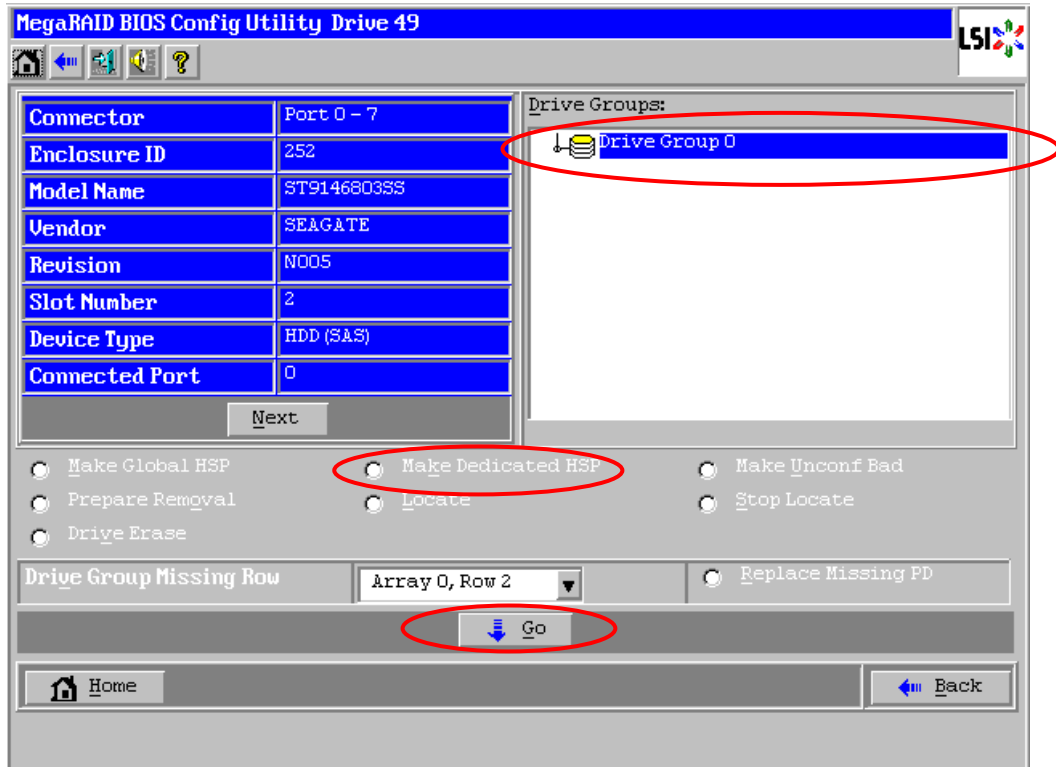 MegaRAID BIOS Config Utility Drive 49
LSI
Connector Port 0 - 7
Enclosure ID 252
Model Name ST9146803SS
Vendor SEAGATE
Revision N005
Slot Number 2
Device Type HDD (SAS)
Connected Port 0
Next
Drive Groups:
Drive Group 0
Make Global HSP Make Dedicated HSP Make Unconf Bad
Prepare Removal Locate Stop Locate
Drive Erase
Drive Group Missing Row Array 0, Row 2 Replace Missing PD
Go
Home Back